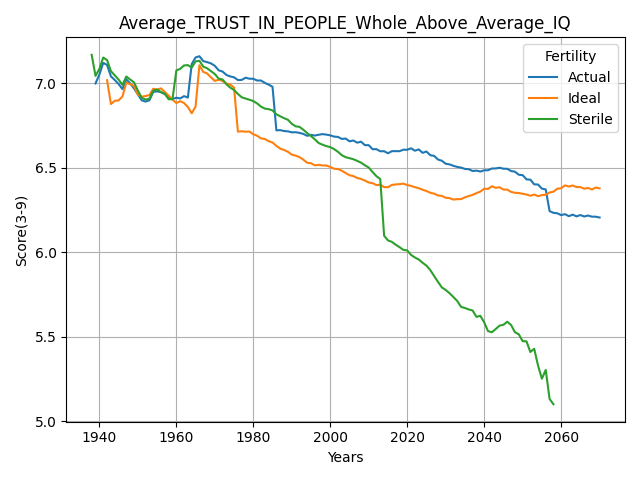 Average_TRUST_IN_PEOPLE_Whole_Above_Average_IQ
Fertility
Actual
Ideal
Sterile
Score(3-9)
7.0
6.5
6.0
5.5
5.0
1940 1960 1980 2000 2020 2040 2060
Years